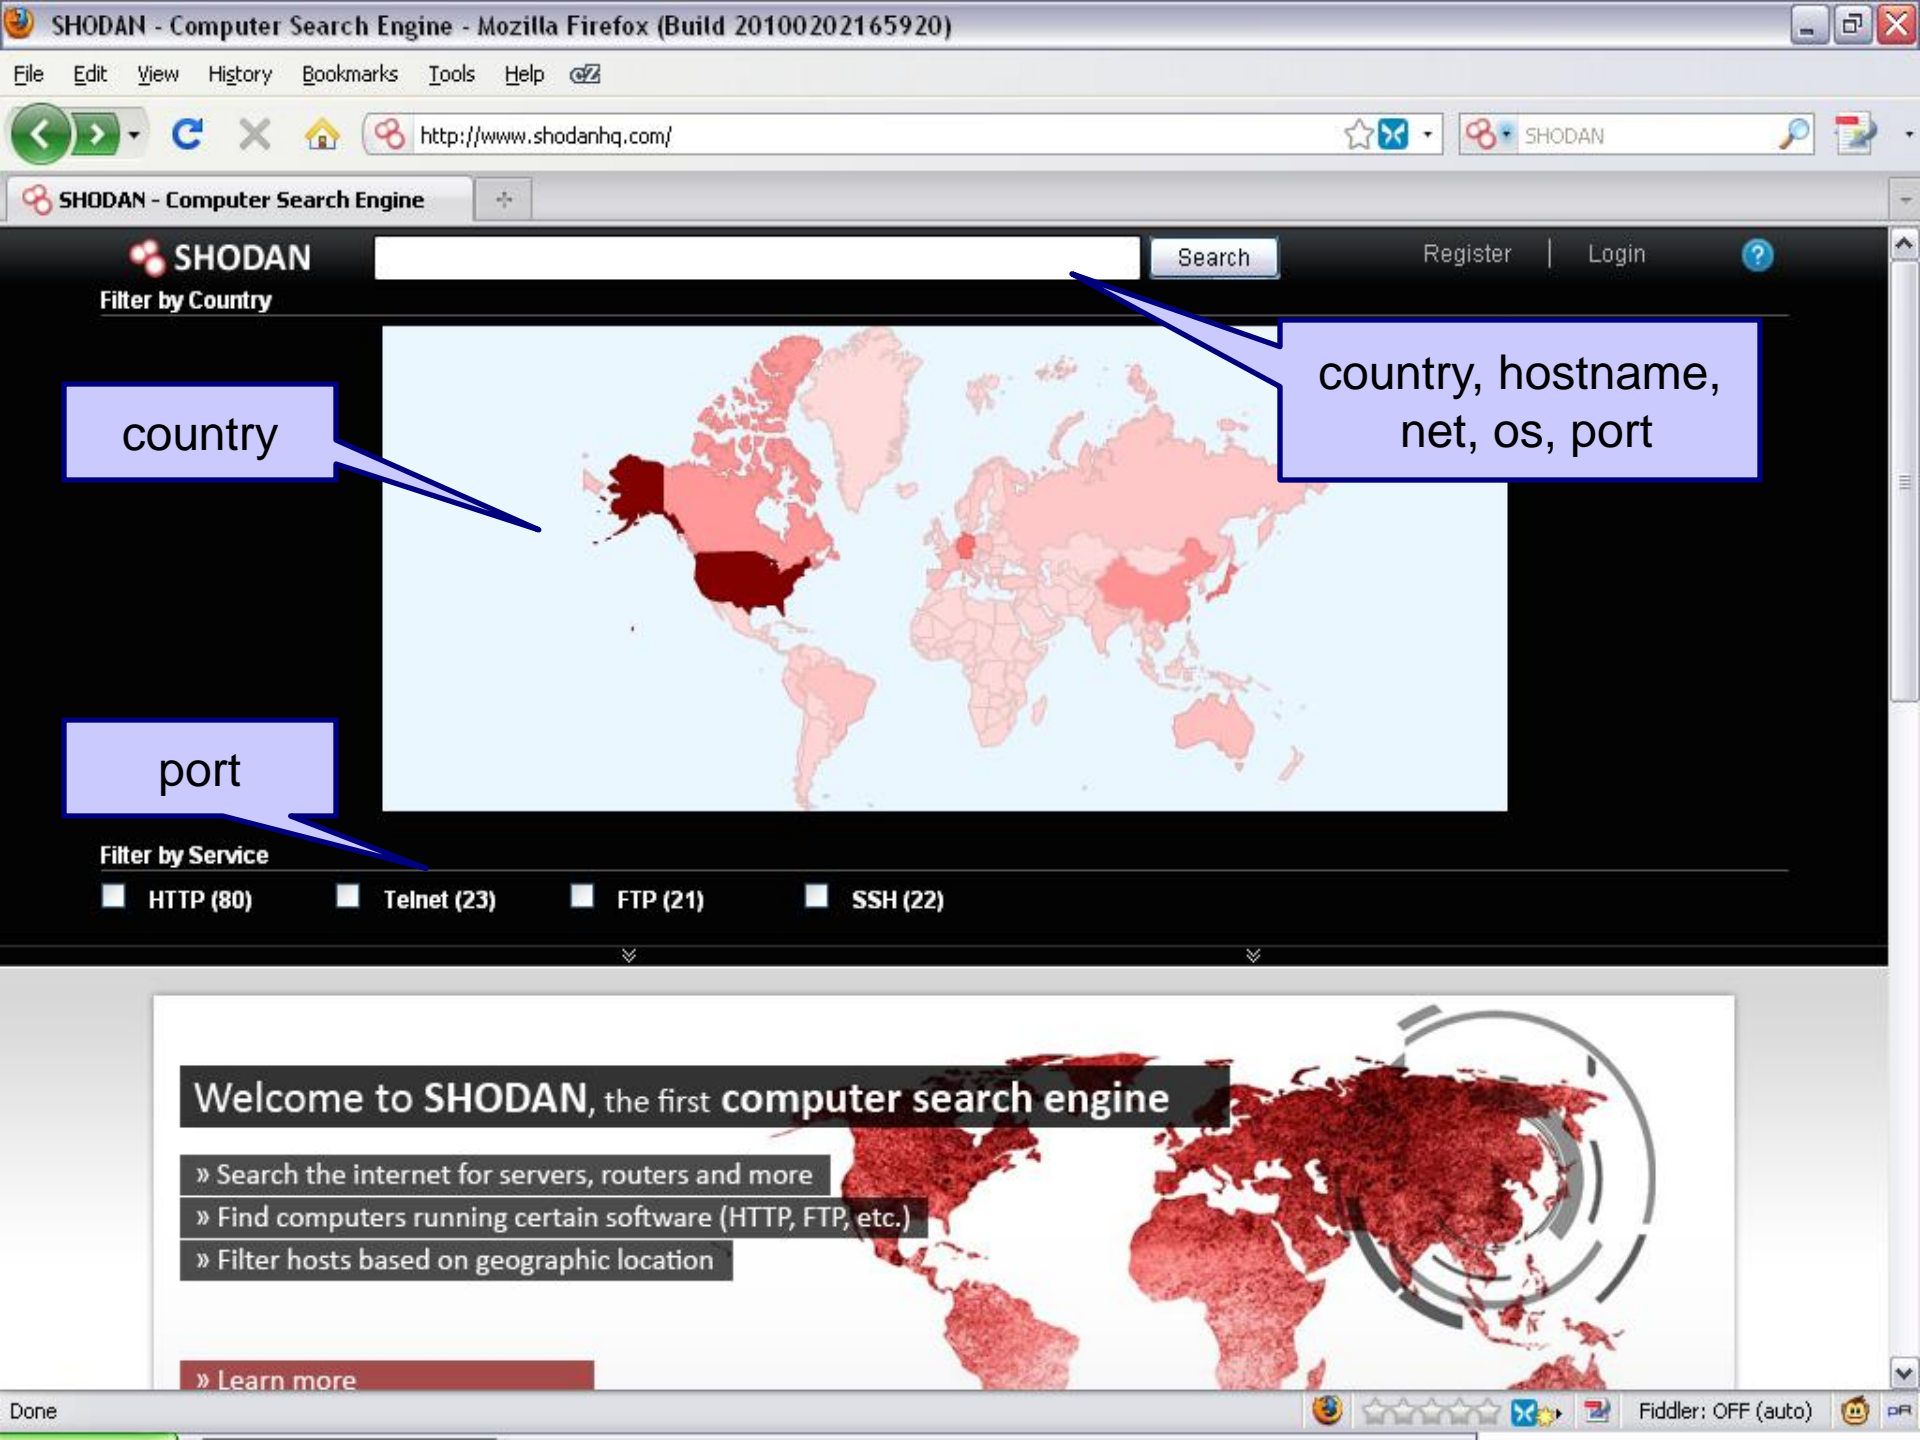 SHODAN - Computer Search Engine - Mozilla Firefox (Build 20100202165920)
File Edit View History Bookmarks Tools Help
http://www.shodanhq.com/
SHODAN
SHODAN - Computer Search Engine
SHODAN
Search
Register | Login
?
Filter by Country
country, hostname,
net, os, port
country
port
Filter by Service
HTTP (80)
Telnet (23)
FTP (21)
SSH (22)
Welcome to SHODAN, the first computer search engine
» Search the internet for servers, routers and more
» Find computers running certain software (HTTP, FTP, etc.)
» Filter hosts based on geographic location
» Learn more
Done
Fiddler: OFF (auto)